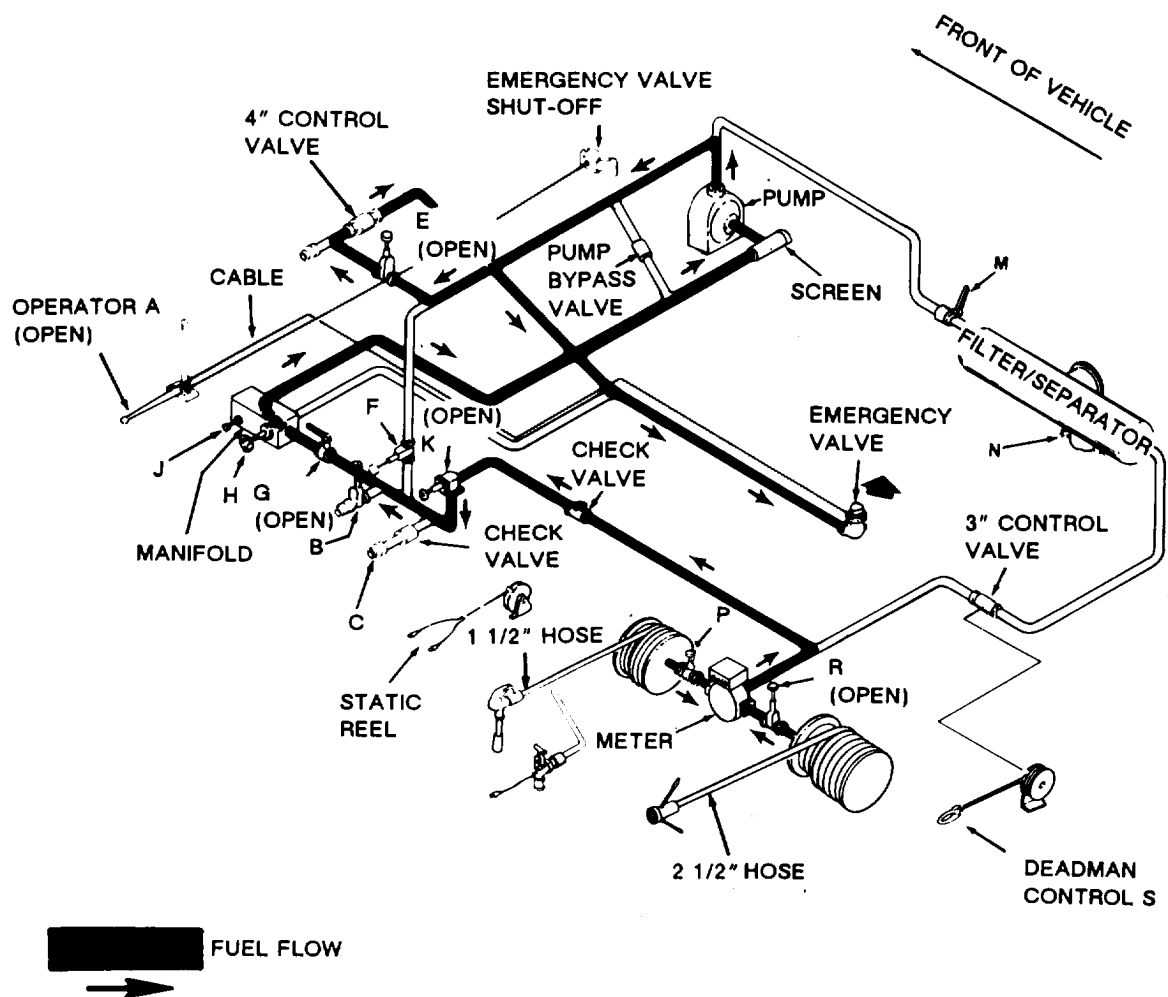 FRONT OF VEHICLE
EMERGENCY VALVE
SHUT-OFF
4" CONTROL
VALVE
PUMP
E
(OPEN)
PUMP
BYPASS
VALVE
CABLE
SCREEN
M
OPERATOR A
(OPEN)
FILTER/SEPARATOR
(OPEN)
F
K
EMERGENCY
VALVE
CHECK
VALVE
N
J
H
G
(OPEN)
3" CONTROL
VALVE
MANIFOLD
B
CHECK
VALVE
C
1 1/2" HOSE
P
R
(OPEN)
STATIC
REEL
METER
2 1/2" HOSE
DEADMAN
CONTROL S
FUEL FLOW